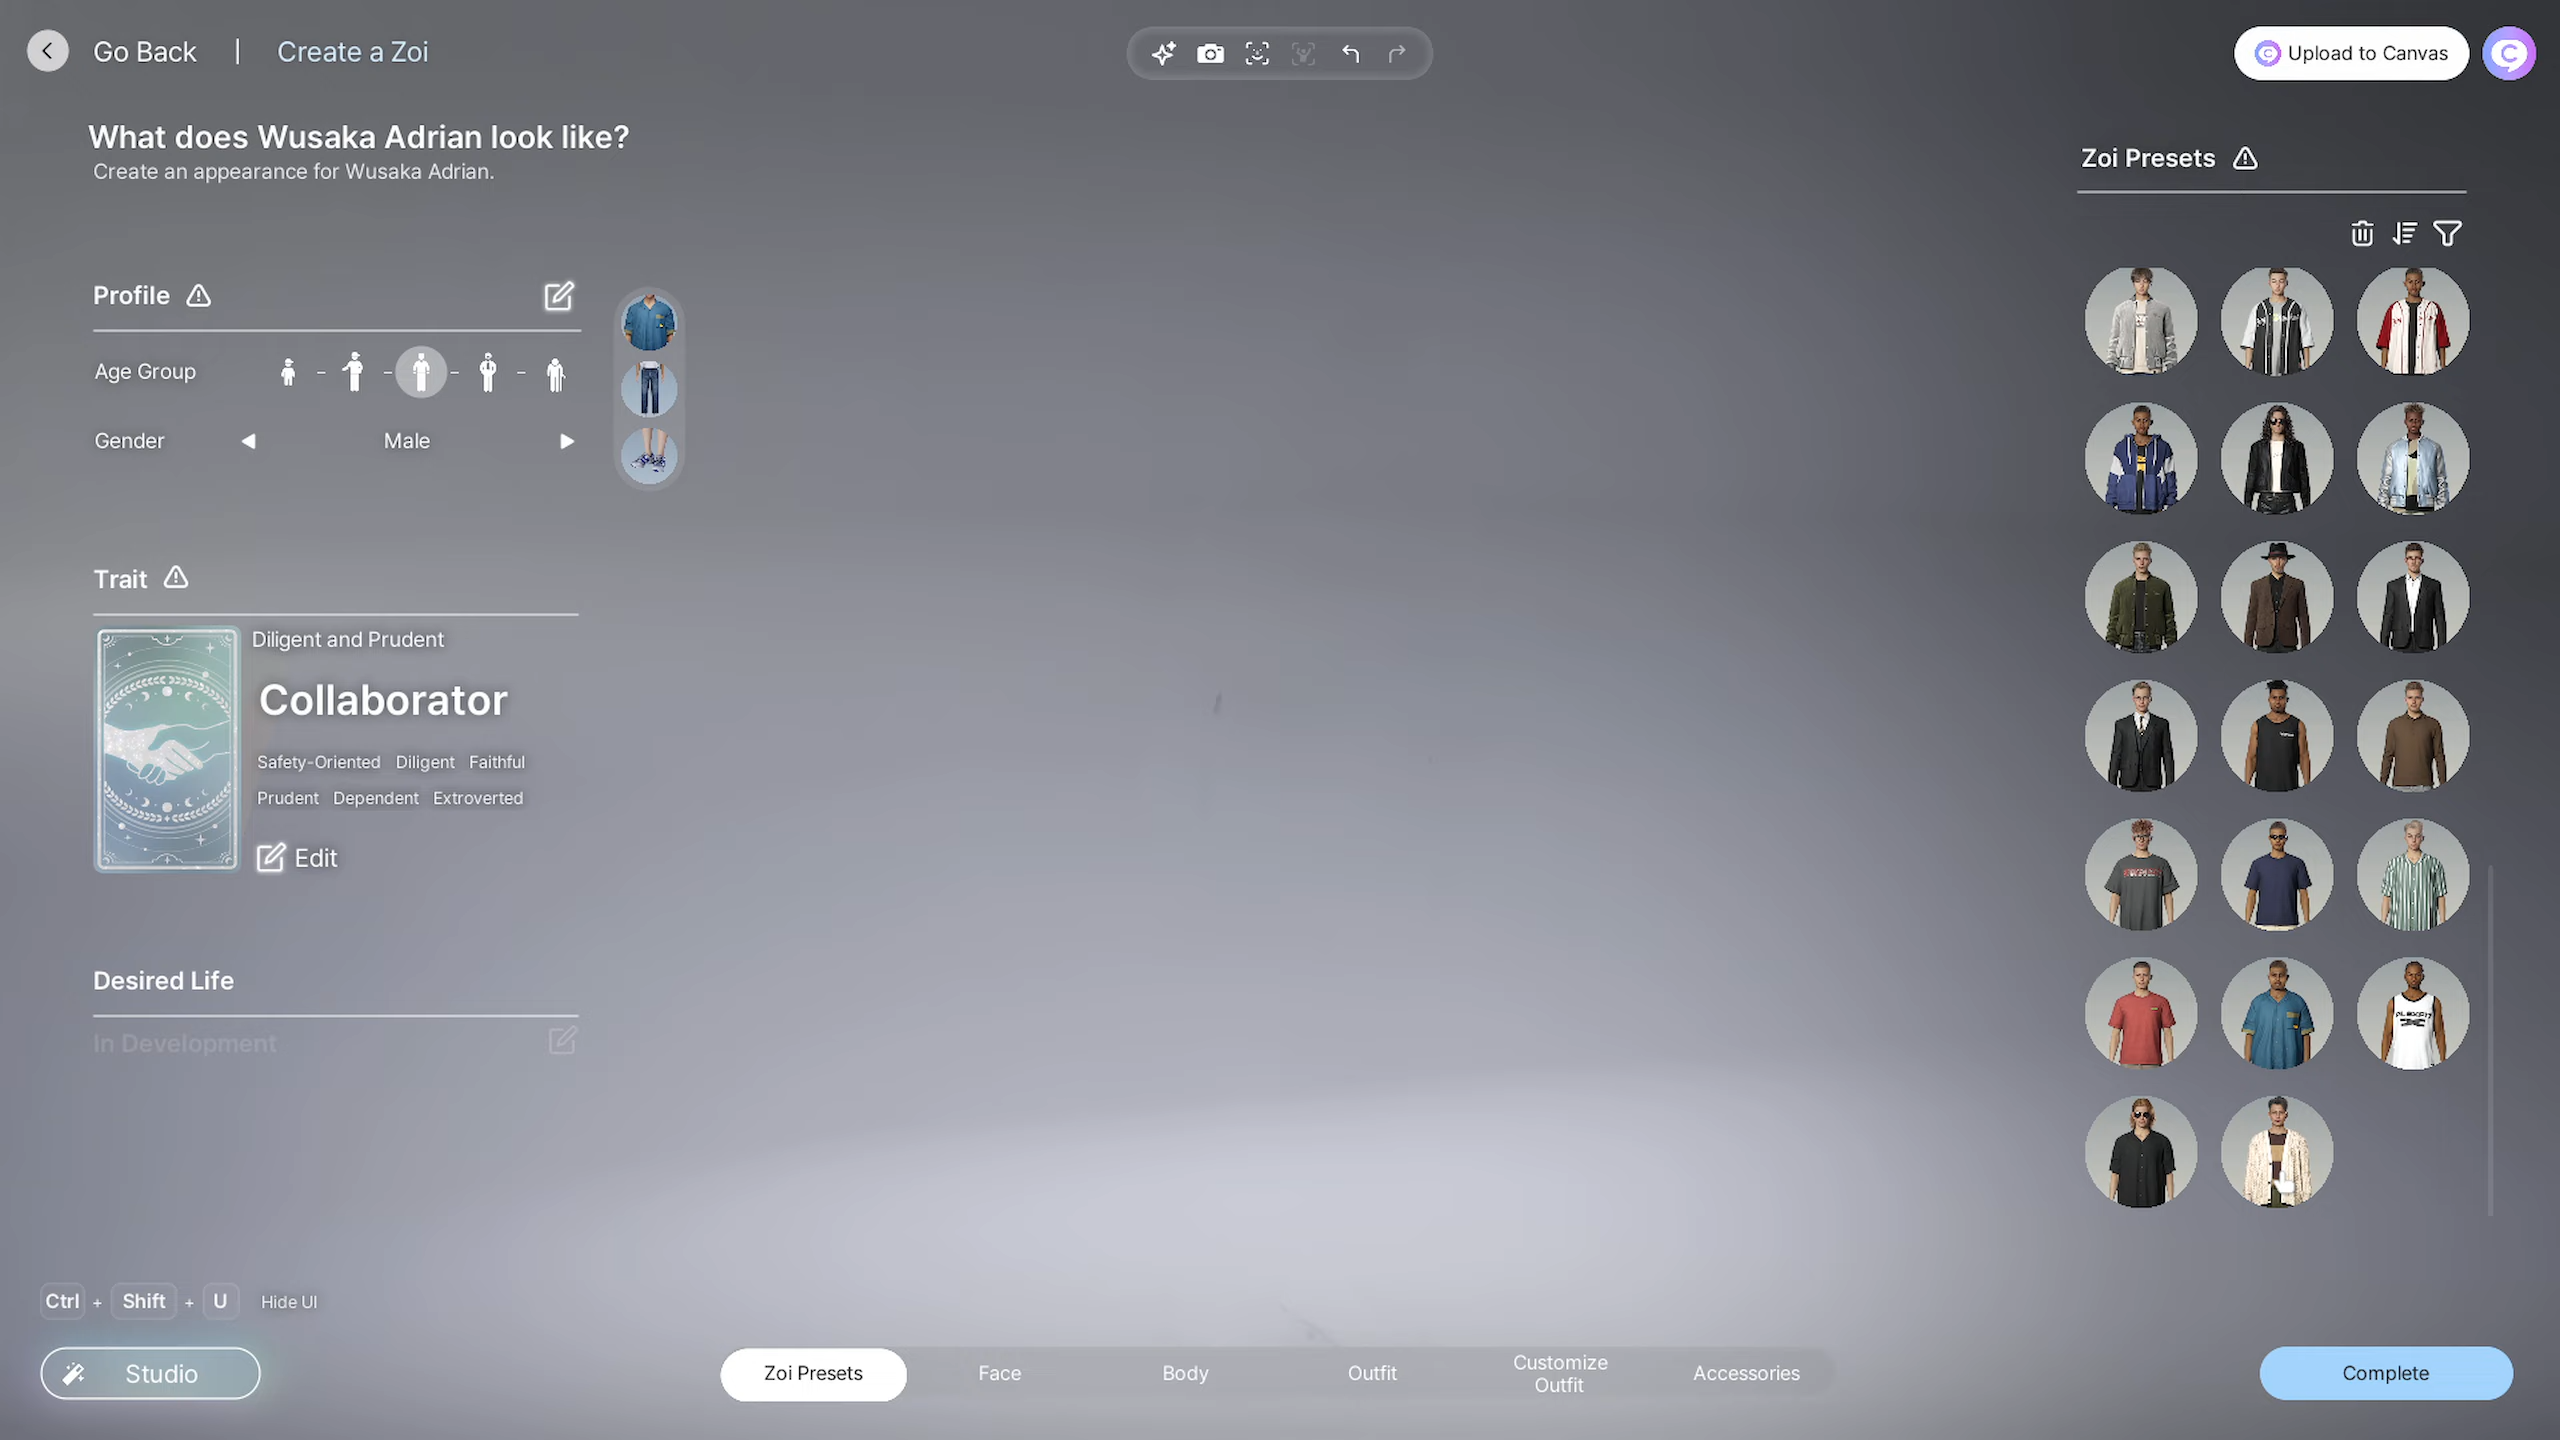 Go Back | Create a Zoi
Upload to Canvas
What does Wusaka Adrian look like?
Create an appearance for Wusaka Adrian.
Profile
Age Group
Gender
Male
Trait
Diligent and Prudent
Collaborator
Safety-Oriented Diligent Faithful
Prudent Dependent Extroverted
Edit
Desired Life
In Development
Ctrl + Shift + U Hide UI
Studio
Zoi Presets
Zoi Presets
Face
Body
Outfit
Customize
Outfit
Accessories
Complete